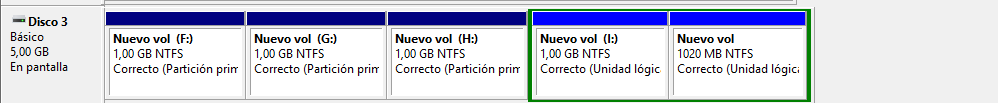 Disco 3
Básico
5,00 GB
En pantalla
Nuevo vol (F:)
1,00 GB NTFS
Correcto (Partición prim
Nuevo vol (G:)
1,00 GB NTFS
Correcto (Partición prim
Nuevo vol (H:)
1,00 GB NTFS
Correcto (Partición prim
Nuevo vol (I:)
1,00 GB NTFS
Correcto (Unidad lógic
Nuevo vol
1020 MB NTFS
Correcto (Unidad lógica